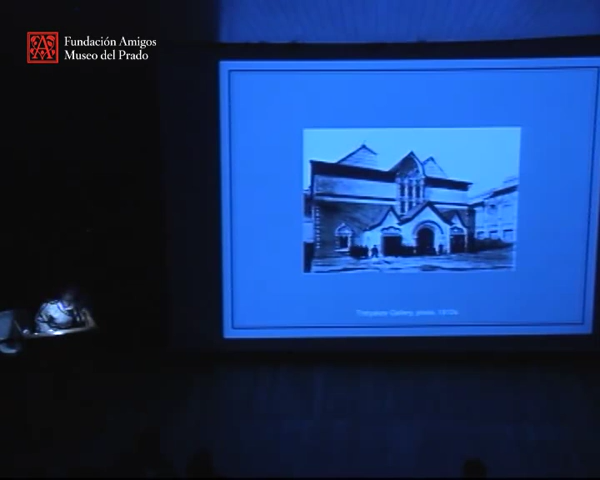 Fundación Amigos
Museo del Prado
Tretyakov Gallery, photo, 1910s